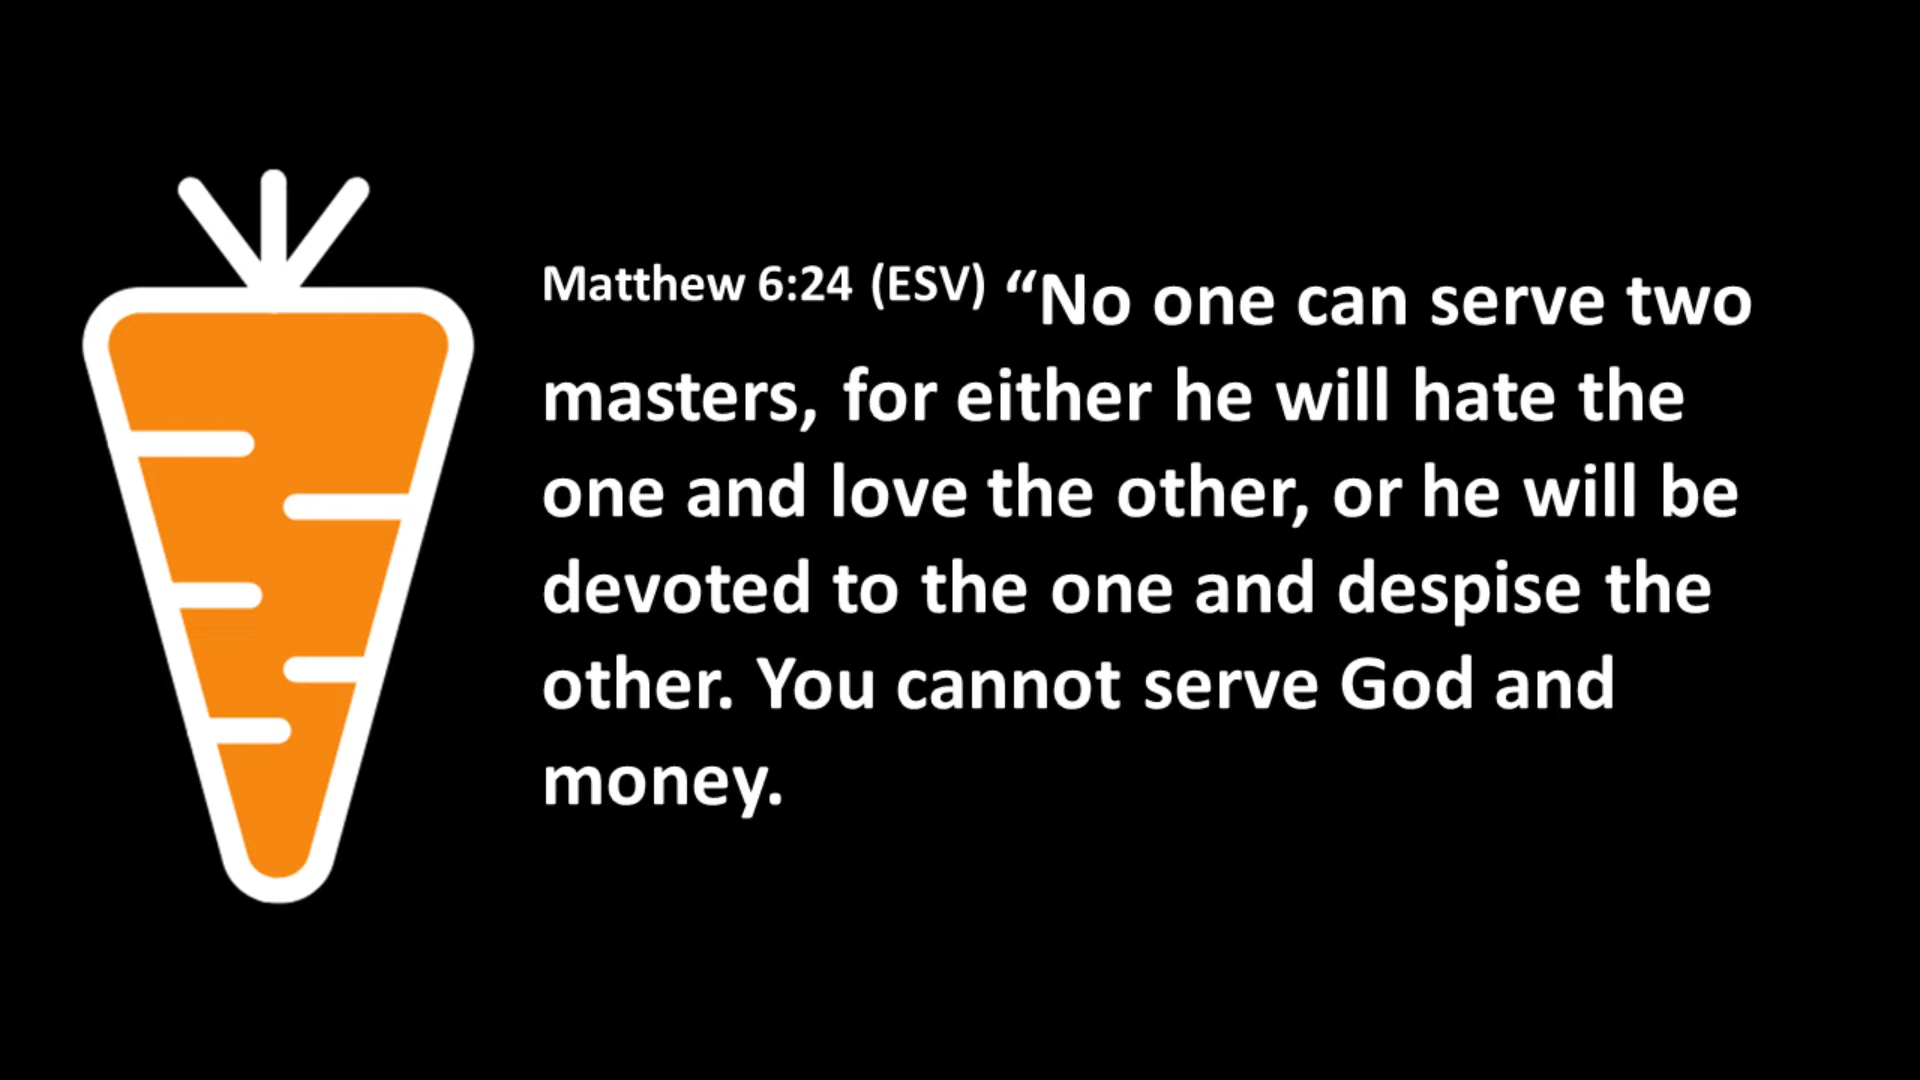 Matthew 6:24 (ESV) “No one can serve two
masters, for either he will hate the
one and love the other, or he will be
devoted to the one and despise the
other. You cannot serve God and
money.